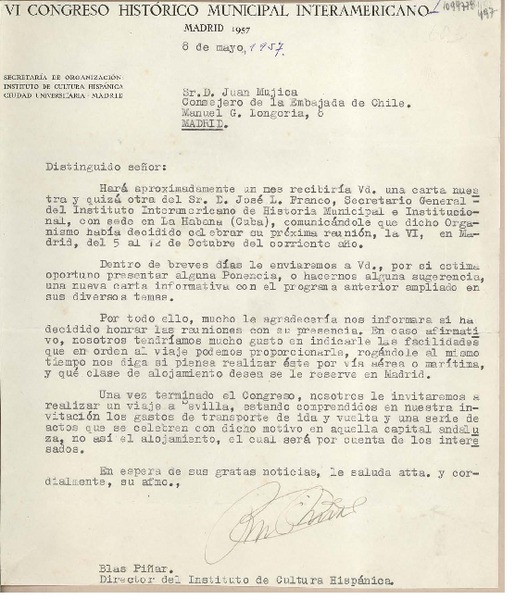 VI CONGRESO HISTÓRICO MUNICIPAL INTERAMERICANO
MADRID 1957
8 de mayo, 1957.
SECRETARÍA DE ORGANIZACIÓN:
INSTITUTO DE CULTURA HISPÁNICA
CIUDAD UNIVERSITARIA - MADRID
Sr.D. Juan Mujica
Consejero de la Embajada de Chile.
Manuel G. Longoria, 8
MADRID.
Distinguido señor:
Hará aproximadamente un mes recibiría Vd. una carta nues
tra y quizá otra del Sr. D. José L. Franco, Secretario General -
del Instituto Interamericano de Historia Municipal e Institucio-
nal, con sede en La Habana (Cuba), comunicándole que dicho Orga-
nismo había decidido celebrar su próxima reunión, la VI, en Ma-
drid, del 5 al 12 de Octubre del corriente año.
Dentro de breves días le enviaremos a Vd., por si estima
oportuno presentar alguna Ponencia, o hacernos alguna sugerencia,
una nueva carta informativa con el programa anterior ampliado en
sus diversos temas.
Por todo ello, mucho le agradecería nos informara si ha
decidido honrar las reuniones con su presencia. En caso afirmati
vo, nosotros tendríamos mucho gusto en indicarle las facilidades
que en orden al viaje podemos proporcionarla, rogándole al mismo
tiempo nos diga si piensa realizar éste por vía aérea o marítima,
y qué clase de alojamiento desea se le reserve en Madrid.
Una vez terminado el Congreso, nosotros le invitaremos a
realizar un viaje a Sevilla, estando comprendidos en nuestra in-
vitación los gastos de transporte de ida y vuelta y una serie de
actos que se celebren con dicho motivo en aquella capital andalu
za, no así el alojamiento, el cual será por cuenta de los intere
sados.
En espera de sus gratas noticias, le saluda atta. y cor-
dialmente, su afmo.,
Blas Piñar.
Director del Instituto de Cultura Hispánica.